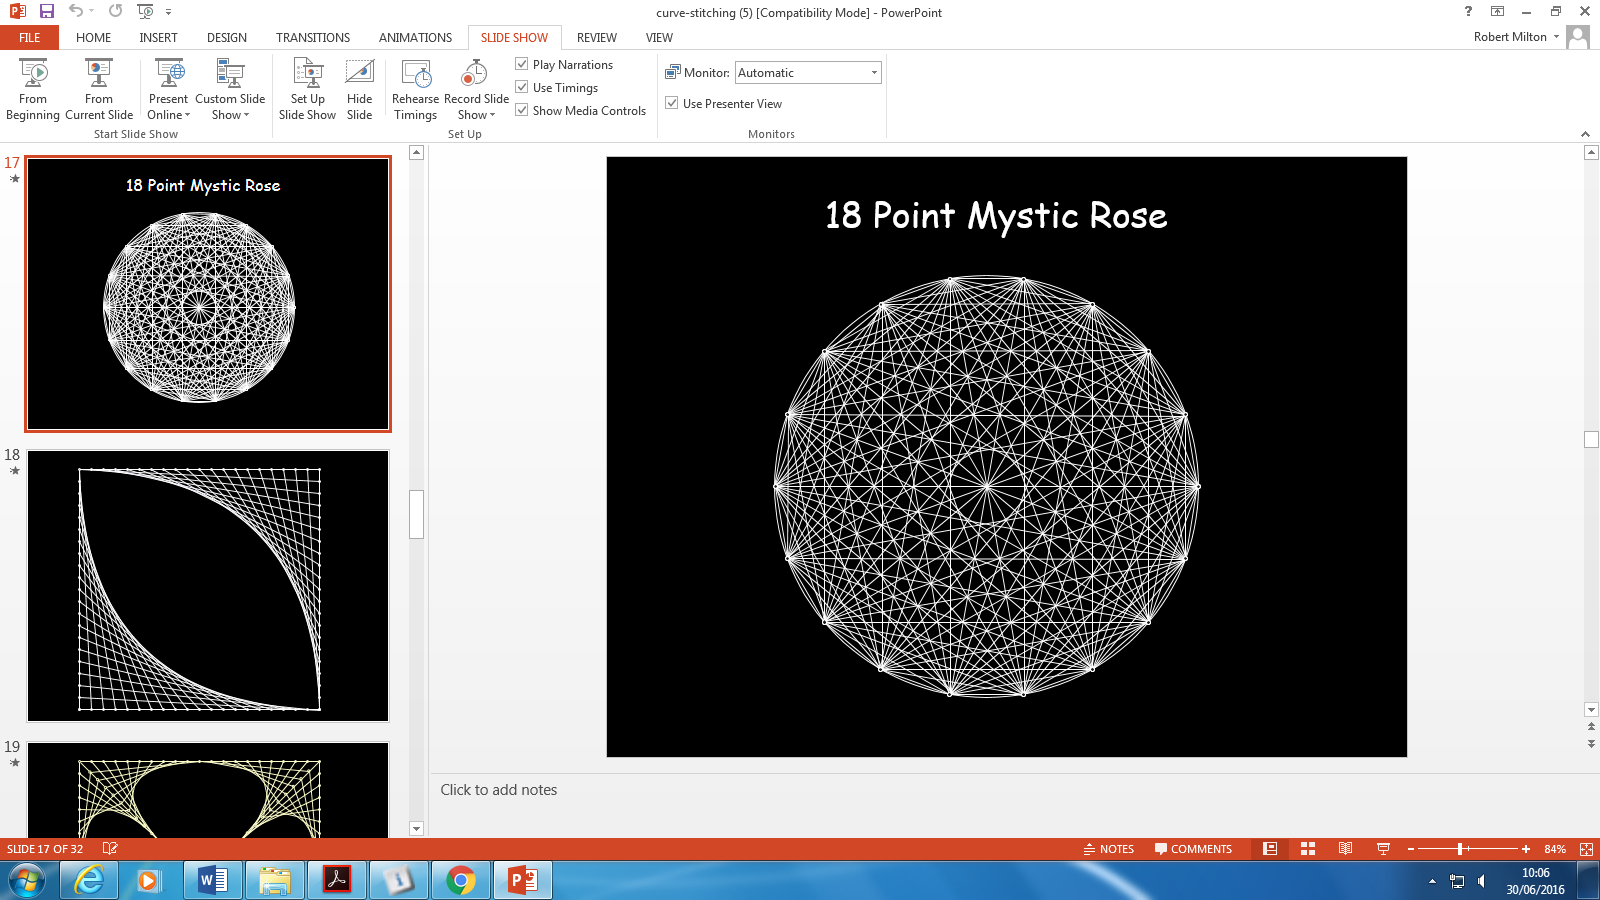 curve-stitching (5) [Compatibility Mode] - PowerPoint
?
FILE HOME INSERT DESIGN TRANSITIONS ANIMATIONS SLIDE SHOW REVIEW VIEW
Robert Milton
From Beginning
From Current Slide
Present Online
Custom Slide Show
Start Slide Show
Set Up Slide Show
Hide Slide
Rehearse Timings
Record Slide Show
Play Narrations
Use Timings
Show Media Controls
Set Up
Monitor: Automatic
Use Presenter View
Monitors
17
18 Point Mystic Rose
18
19
18 Point Mystic Rose
Click to add notes
SLIDE 17 OF 32
NOTES
COMMENTS
84%
10:06
30/06/2016